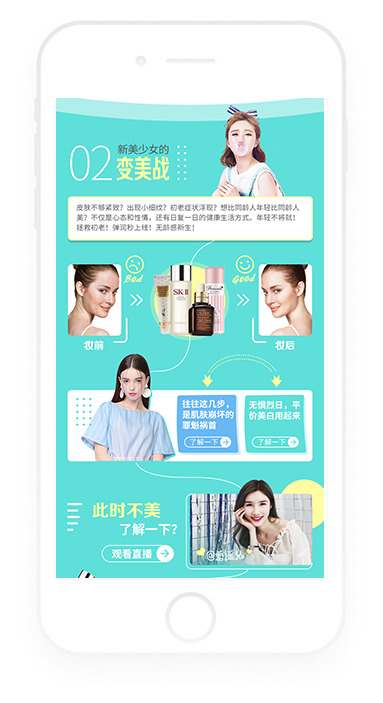 02
新美少女的
变美战
皮肤不够紧致？出现小细纹？初老症状浮现？想比同龄人年轻比同龄人
美？不仅是心态和性情，还有日复一日的健康生活方式。年轻不将就！
拯救初老！弹润秒上线！无龄感新生！
Bad
Good
SK-II
妆前
妆后
往往这几步，
是肌肤崩坏的
罪魁祸首
了解一下
无惧烈日，平
价美白用起来
了解一下
此时不美
了解一下?
观看直播